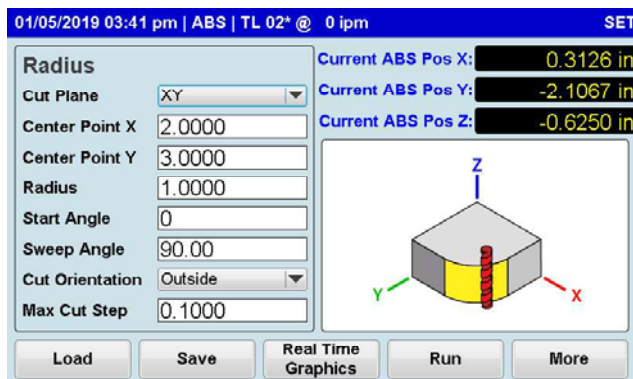 01/05/2019 03:41 pm | ABS | TL 02* @ 0 ipm SET
Radius
Cut Plane XY
Center Point X 2.0000
Center Point Y 3.0000
Radius 1.0000
Start Angle 0
Sweep Angle 90.00
Cut Orientation Outside
Max Cut Step 0.1000
Current ABS Pos X: 0.3126 in
Current ABS Pos Y: -2.1067 in
Current ABS Pos Z: -0.6250 in
Z
Y
X
Load
Save
Real Time
Graphics
Run
More